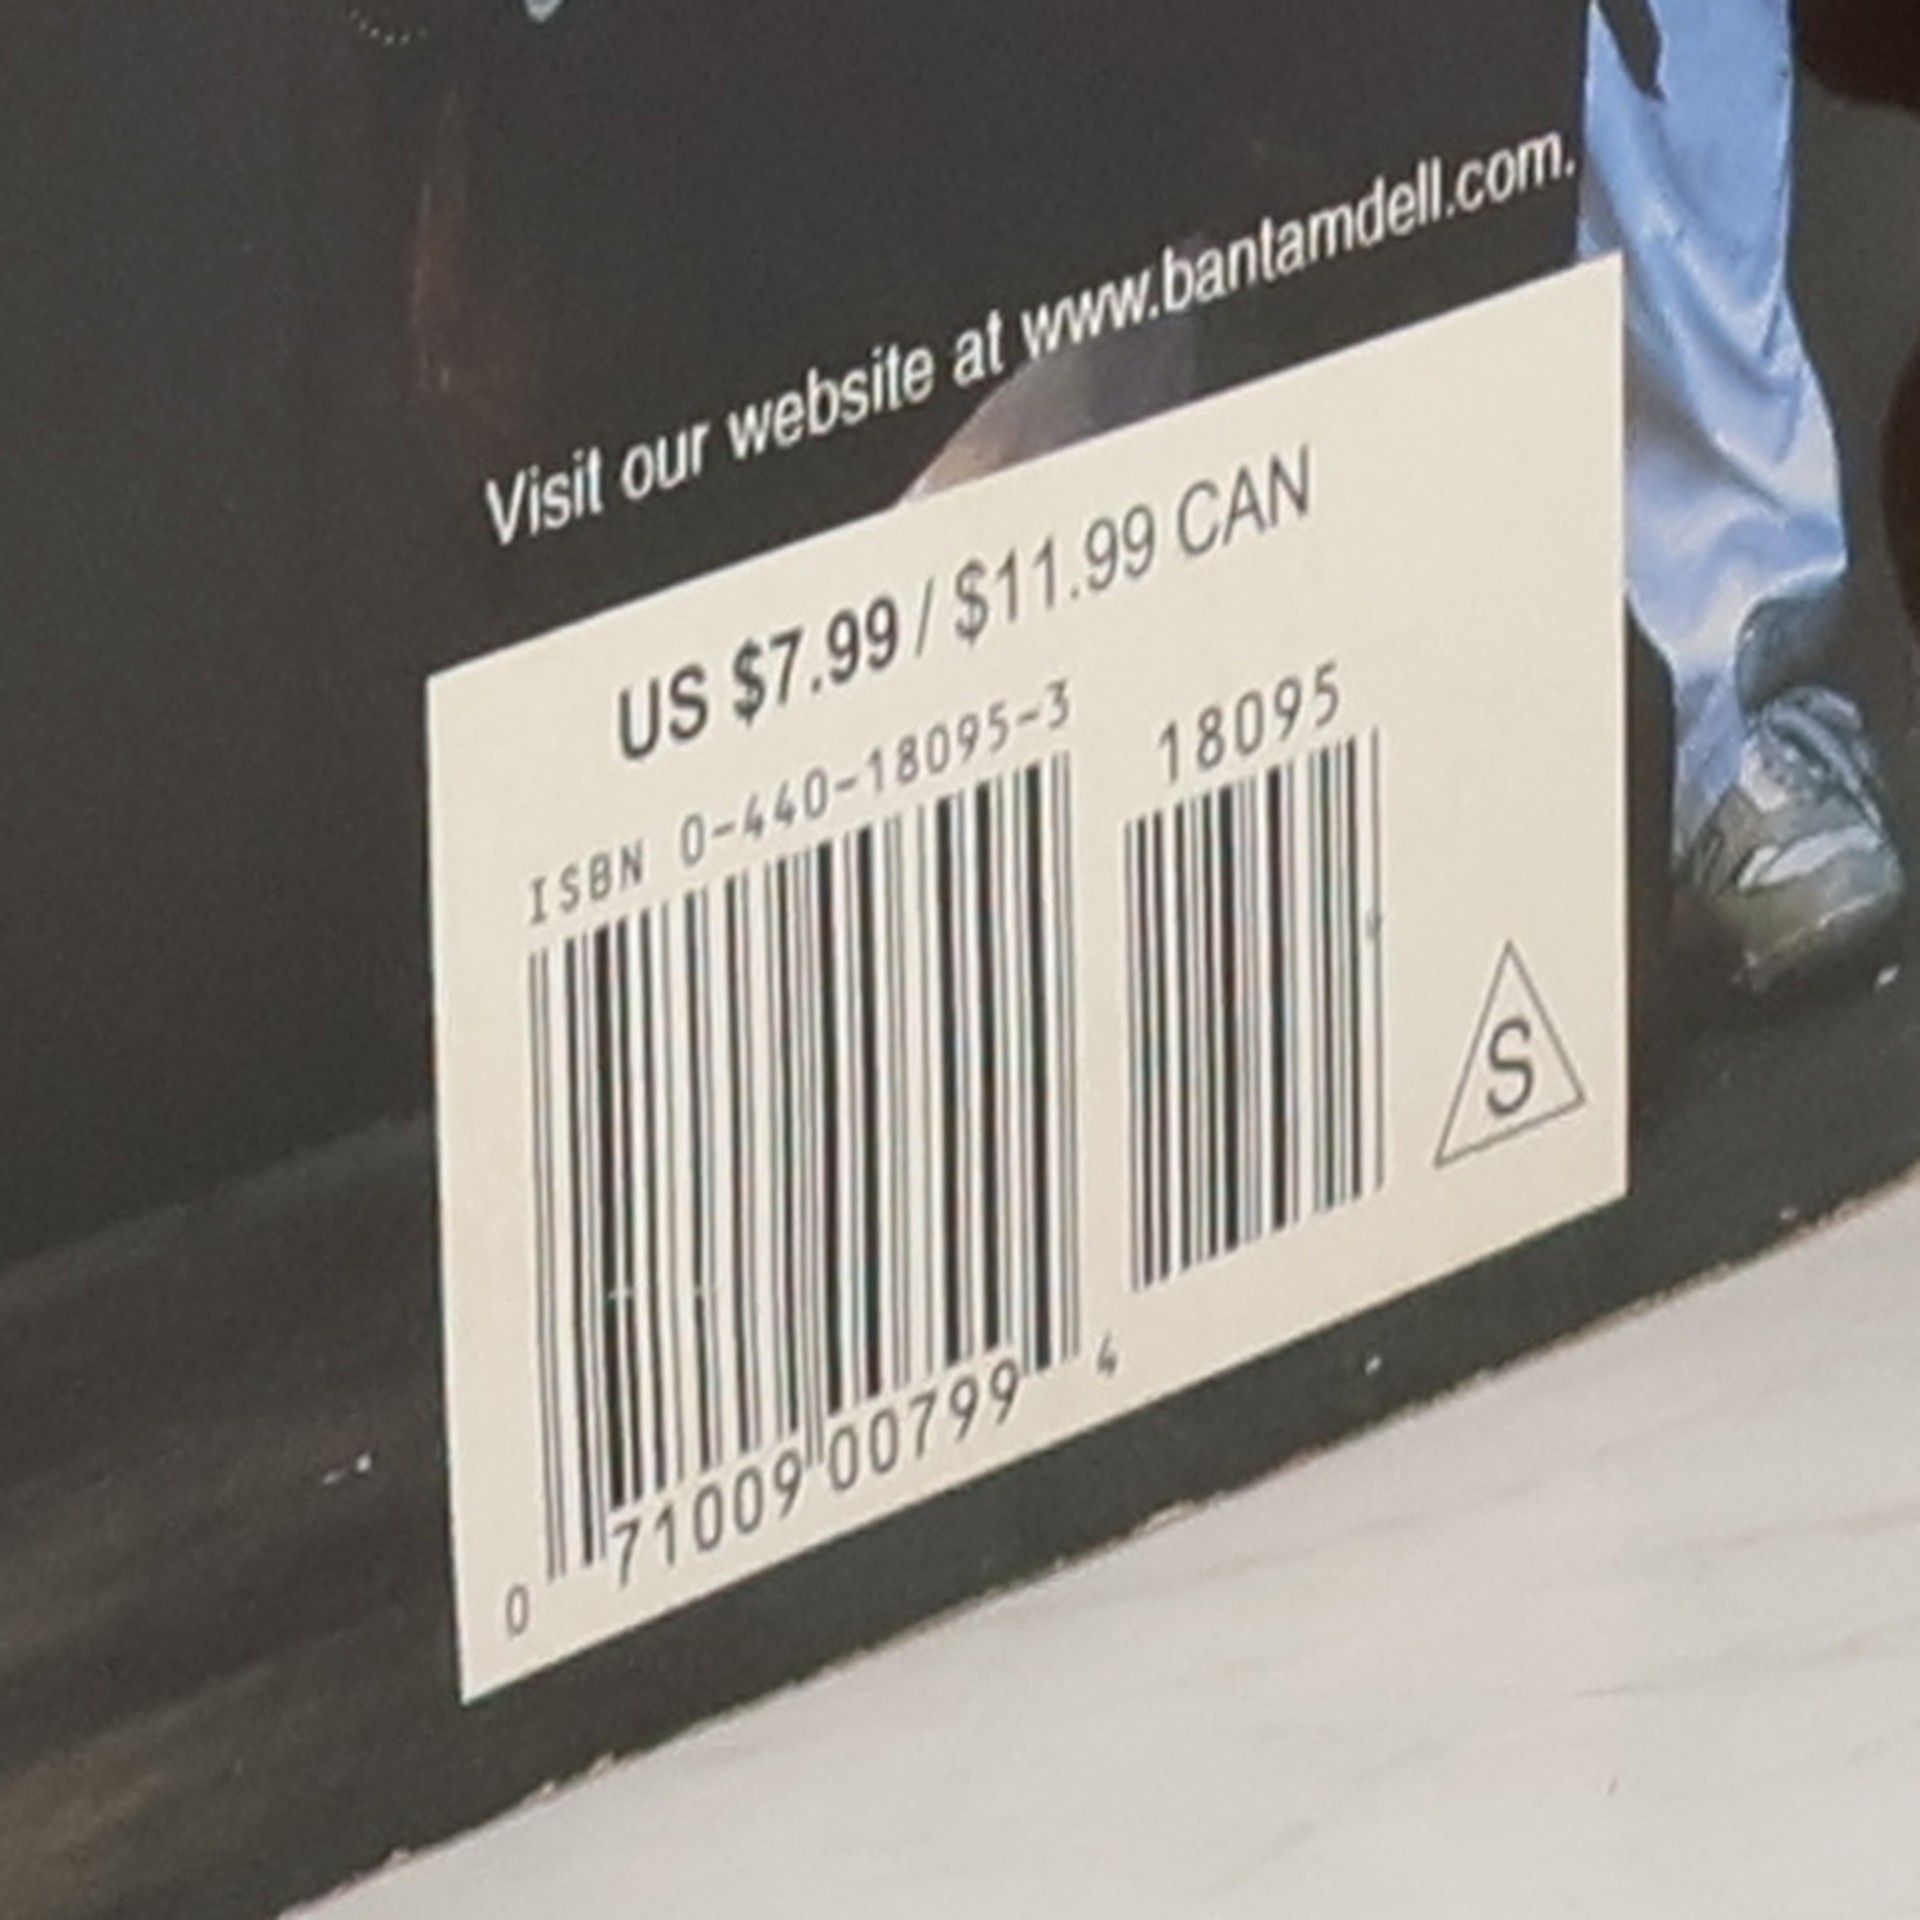 Visit our website at www.bantamdell.com.
US $7.99 / $11.99 CAN
ISBN 0-440-18095-3
18095
0 71009 00799 4
S